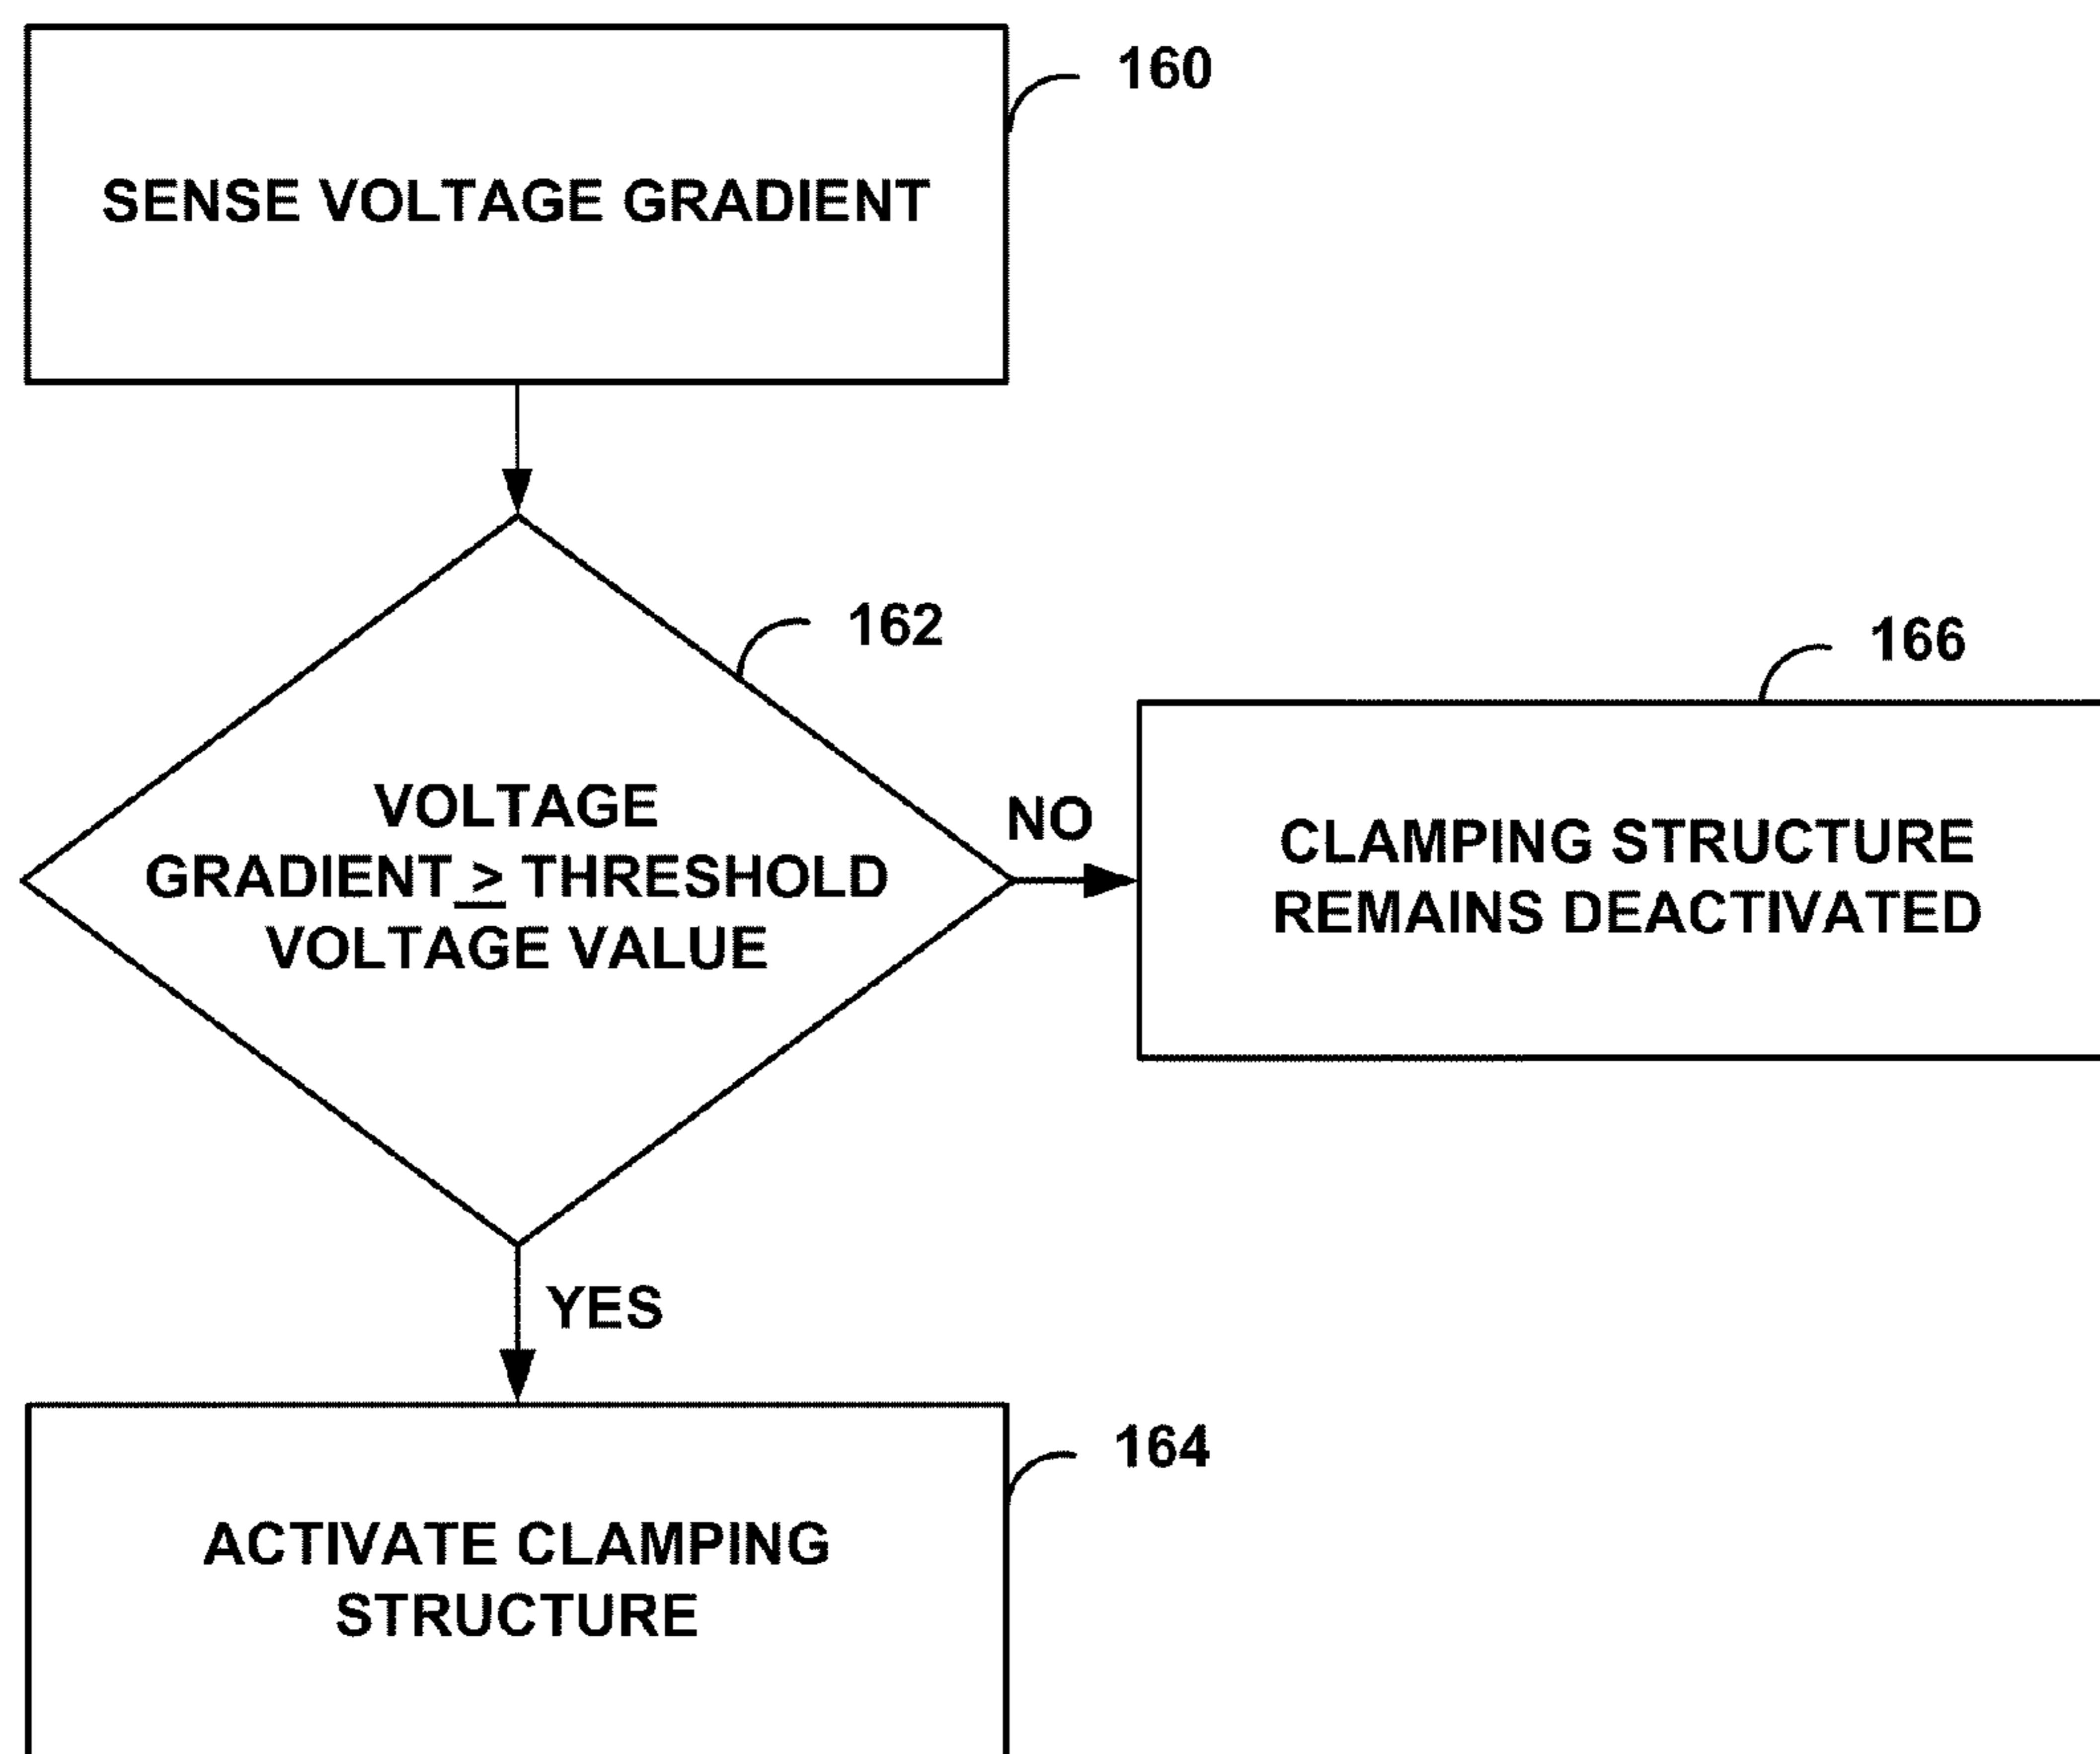 160
SENSE VOLTAGE GRADIENT
162
VOLTAGE
GRADIENT ≥ THRESHOLD
VOLTAGE VALUE
NO
166
CLAMPING STRUCTURE
REMAINS DEACTIVATED
YES
164
ACTIVATE CLAMPING
STRUCTURE